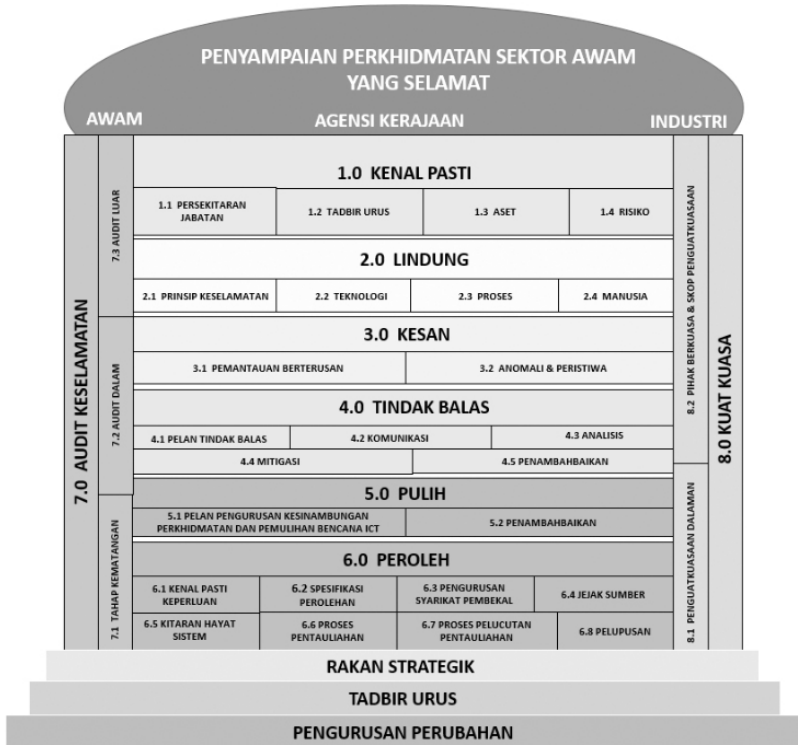 PENYAMPAIAN PERKHIDMATAN SEKTOR AWAM
YANG SELAMAT
AWAM
AGENSI KERAJAAN
INDUSTRI
7.0 AUDIT KESELAMATAN
7.3 AUDIT LUAR
7.2 AUDIT DALAM
7.1 TAHAP KEMATANGAN
1.0 KENAL PASTI
1.1 PERSEKITARAN
JABATAN
1.2 TADBIR URUS
1.3 ASET
1.4 RISIKO
2.0 LINDUNG
2.1 PRINSIP KESELAMATAN
2.2 TEKNOLOGI
2.3 PROSES
2.4 MANUSIA
3.0 KESAN
3.1 PEMANTAUAN BERTERUSAN
3.2 ANOMALI & PERISTIWA
4.0 TINDAK BALAS
4.1 PELAN TINDAK BALAS
4.2 KOMUNIKASI
4.3 ANALISIS
4.4 MITIGASI
4.5 PENAMBAHBAIKAN
5.0 PULIH
5.1 PELAN PENGURUSAN KESINAMBUNGAN
PERKHIDMATAN DAN PEMULIHAN BENCANA ICT
5.2 PENAMBAHBAIKAN
6.0 PEROLEH
6.1 KENAL PASTI
KEPERLUAN
6.2 SPESIFIKASI
PEROLEHAN
6.3 PENGURUSAN
SYARIKAT PEMBEKAL
6.4 JEJAK SUMBER
6.5 KITARAN HAYAT
SISTEM
6.6 PROSES
PENTAULIAHAN
6.7 PROSES PELUCUTAN
PENTAULIAHAN
6.8 PELUPUSAN
8.2 PIHAK BERKUASA & SKOP PENGUATKUASAAN
8.1 PENGUATKUASAAN DALAMAN
8.0 KUAT KUASA
RAKAN STRATEGIK
TADBIR URUS
PENGURUSAN PERUBAHAN